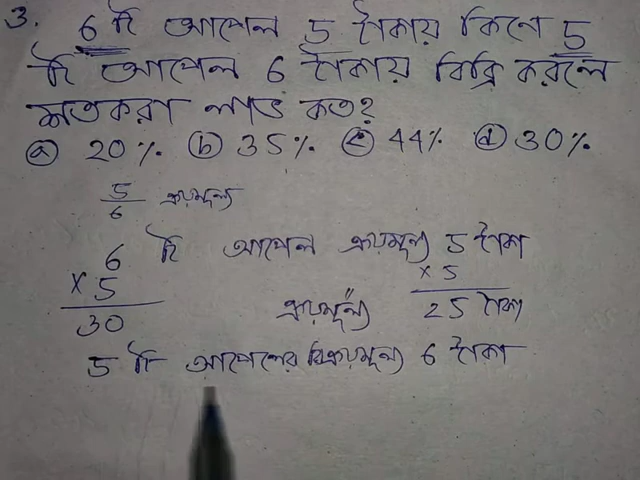 3. 6 টি আপেল 5 টাকায় কিনে 5
টি আপেল 6 টাকায় বিক্রি করলে
শতকরা লাভ কত?
ⓐ 20% ⓑ 35% ⓒ 44% ⓓ 30%
5/6 ক্রয়মূল্য
6 টি আপেল ক্রয়মূল্য 5 টাকা
× 5 × 5
30 ক্রয়মূল্য 25 টাকা
5 টি আপেলের বিক্রয়মূল্য 6 টাকা